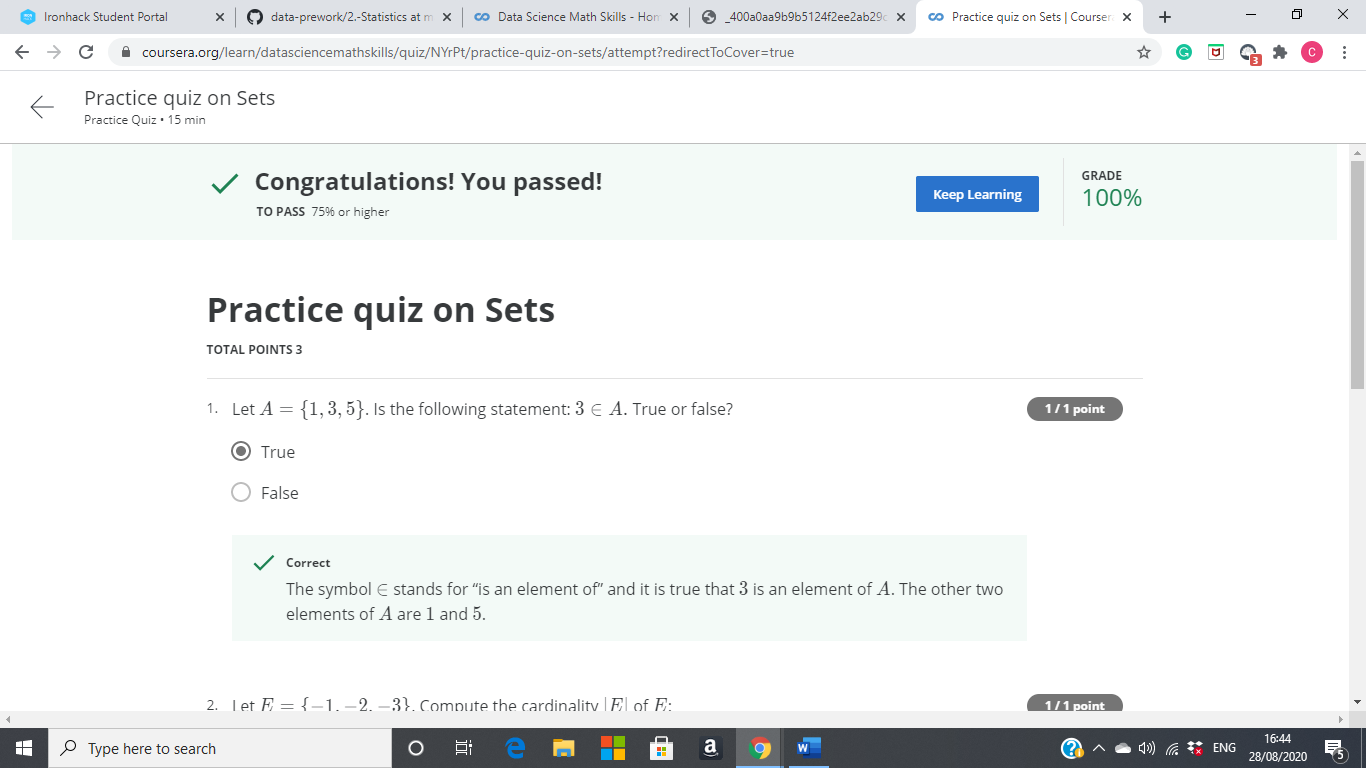 Ironhack Student Portal
data-prework/2.-Statistics at m
Data Science Math Skills - Hom
_400a0aa9b9b5124f2ee2ab29c
Practice quiz on Sets | Courser
coursera.org/learn/datasciencemathskills/quiz/NYrPt/practice-quiz-on-sets/attempt?redirectToCover=true
3
C
Practice quiz on Sets
Practice Quiz • 15 min
Congratulations! You passed!
TO PASS 75% or higher
Keep Learning
GRADE
100%
Practice quiz on Sets
TOTAL POINTS 3
1. Let A = {1, 3, 5}. Is the following statement: 3 ∈ A. True or false?
1 / 1 point
True
False
Correct
The symbol ∈ stands for “is an element of” and it is true that 3 is an element of A. The other two
elements of A are 1 and 5.
2. Let E = {−1, −2, −3}. Compute the cardinality |E| of E:
1 / 1 point
Type here to search
ENG
16:44
28/08/2020
5